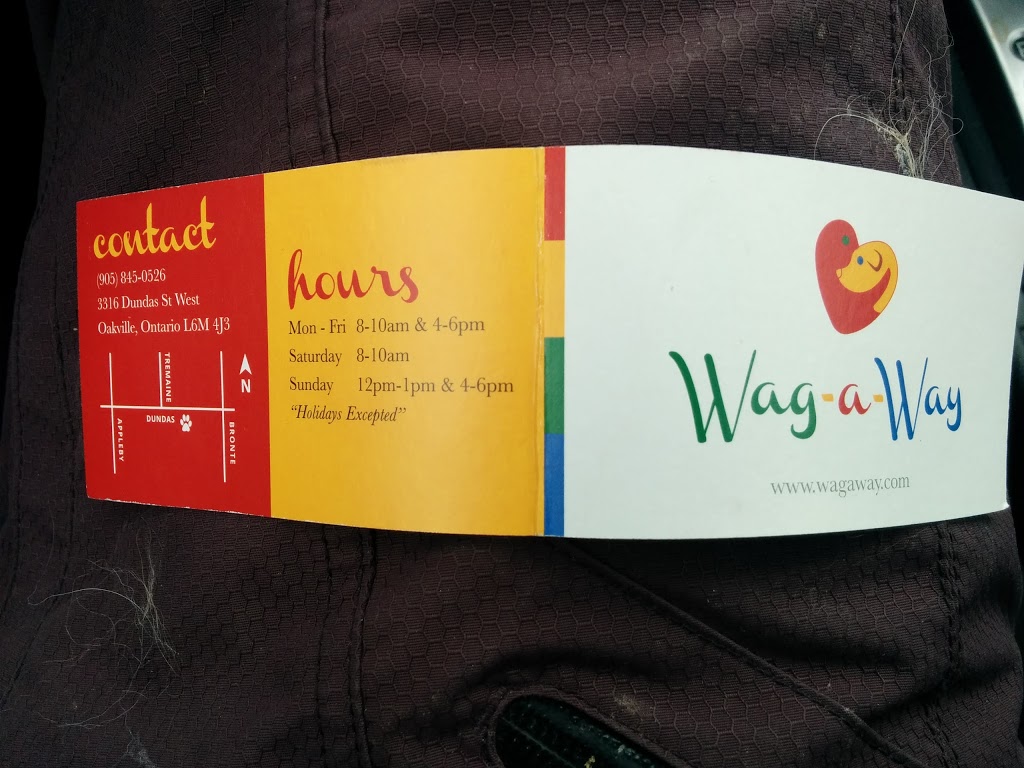 contact
(905) 845-0526
3316 Dundas St West
Oakville, Ontario L6M 4J3
TREMAINE
N
DUNDAS
APPLEBY
BRONTE
hours
Mon - Fri 8-10am & 4-6pm
Saturday 8-10am
Sunday 12pm-1pm & 4-6pm
"Holidays Excepted"
Wag-a-Way
www.wagaway.com